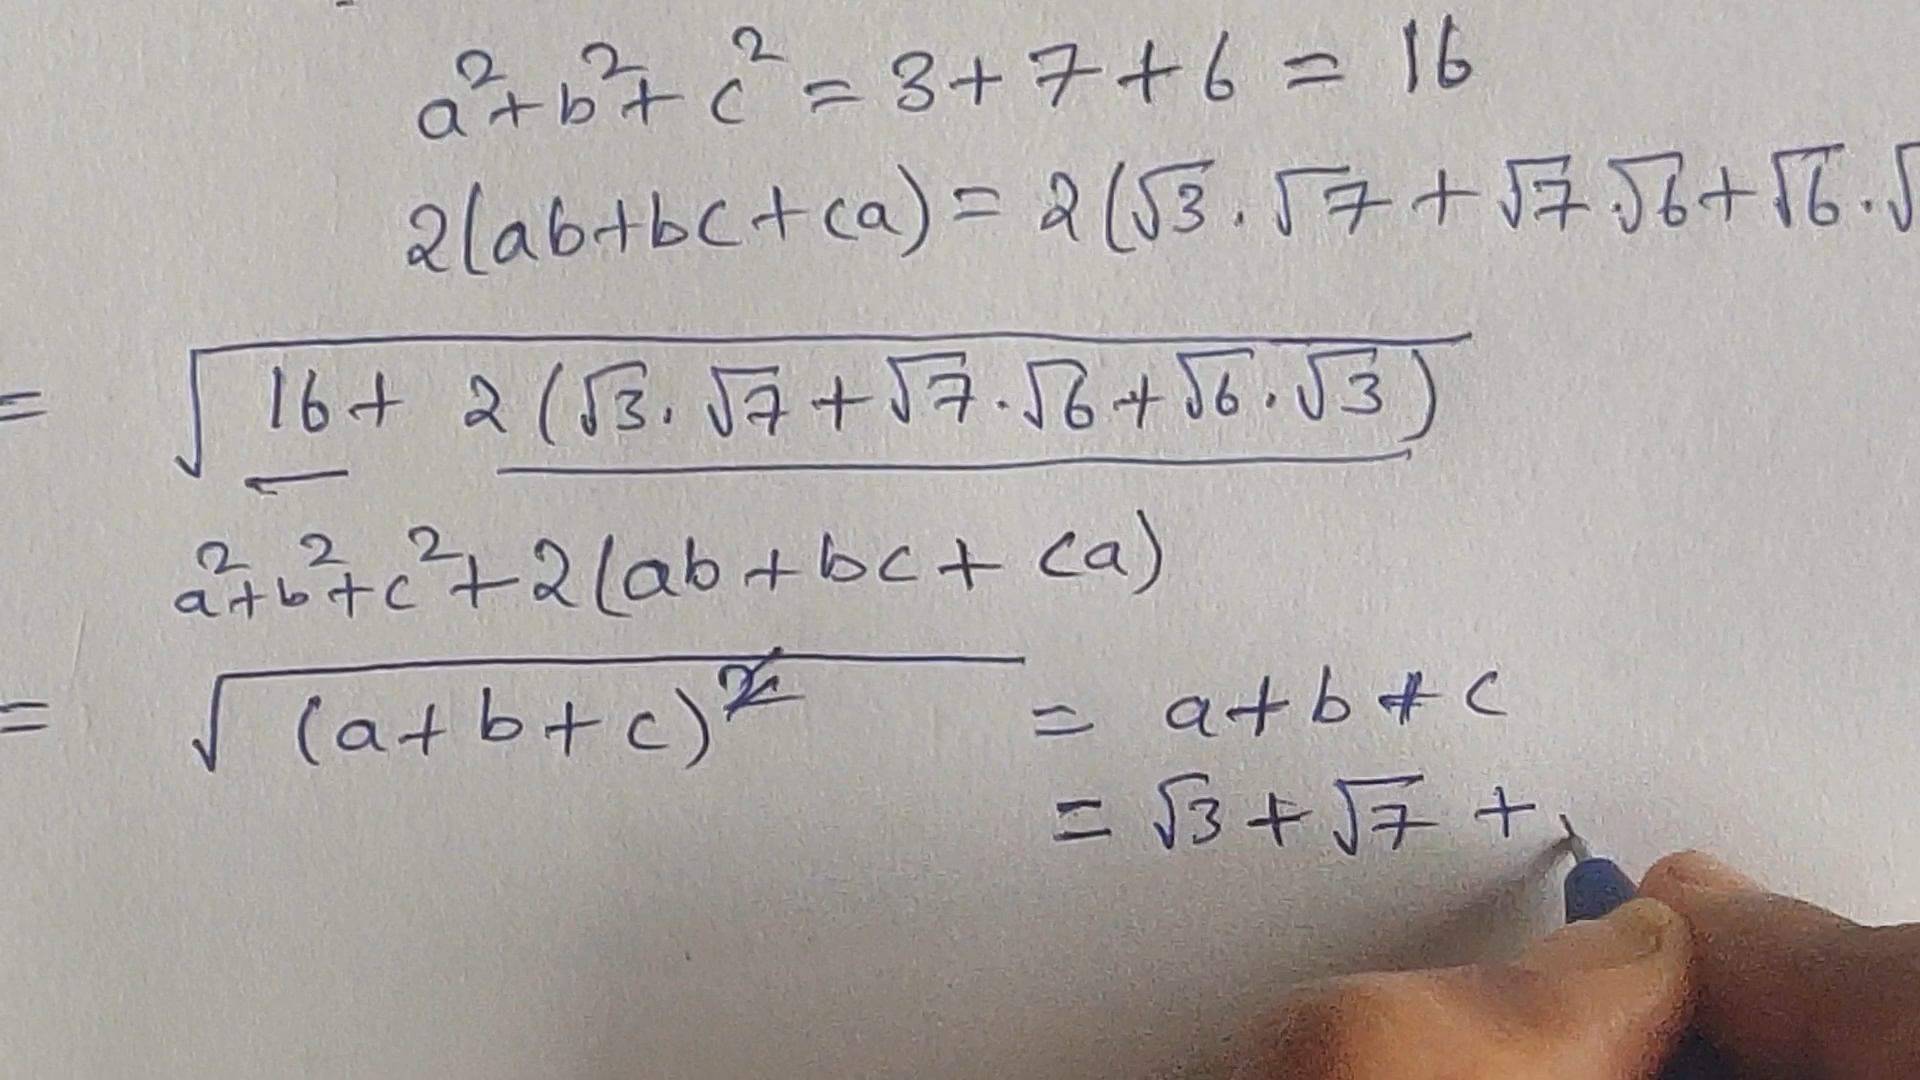 a²+b²+c² = 3+7+6 = 16
2(ab+bc+ca) = 2(√3.√7+√7.√6+√6.√
= √(16+ 2(√3.√7+√7.√6+√6.√3))
a²+b²+c²+2(ab+bc+ca)
= √((a+b+c)²) = a+b+c
= √3+√7 +